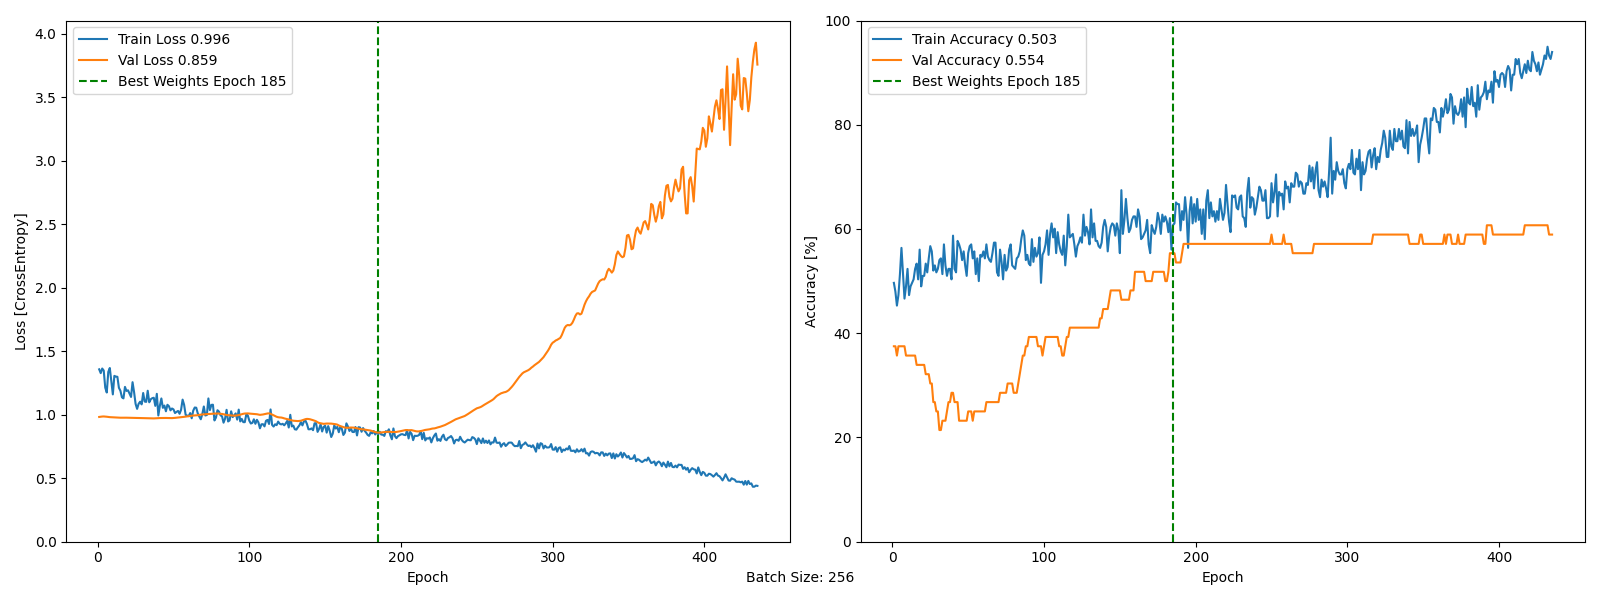 Train Loss 0.996
Val Loss 0.859
Best Weights Epoch 185
4.0
3.5
3.0
2.5
2.0
1.5
1.0
0.5
0.0
Loss [CrossEntropy]
0 100 200 300 400
Epoch
Train Accuracy 0.503
Val Accuracy 0.554
Best Weights Epoch 185
100
80
60
40
20
0
Accuracy [%]
0 100 200 300 400
Epoch
Batch Size: 256